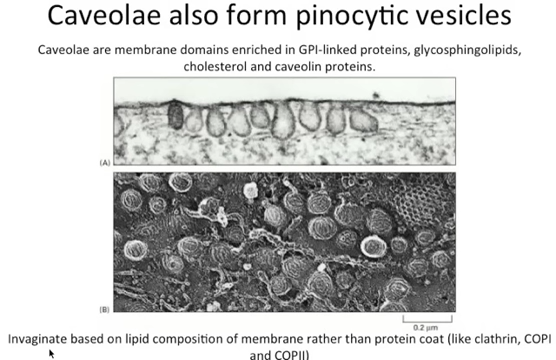 Caveolae also form pinocytic vesicles
Caveolae are membrane domains enriched in GPI-linked proteins, glycosphingolipids,
cholesterol and caveolin proteins.
(A)
(B)
0.2 μm
Invaginate based on lipid composition of membrane rather than protein coat (like clathrin, COPI
and COPII)